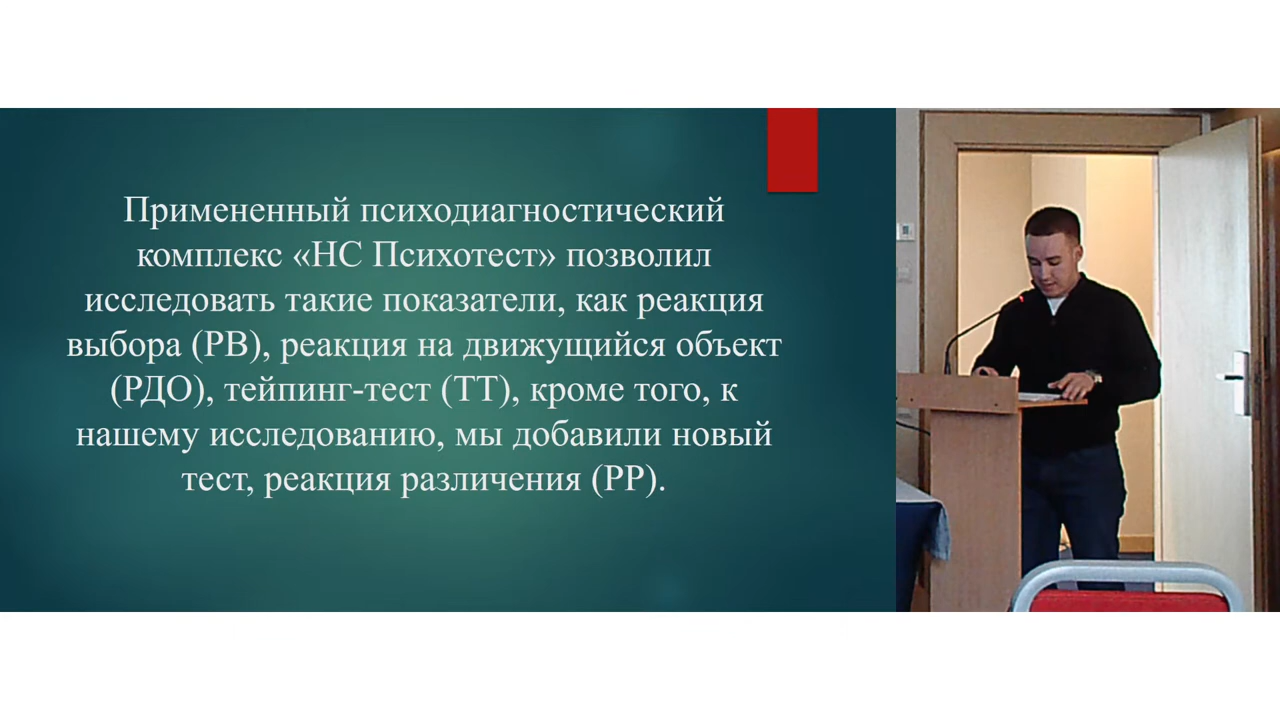 Примененный психодиагностический
комплекс «НС Психотест» позволил
исследовать такие показатели, как реакция
выбора (РВ), реакция на движущийся объект
(РДО), тейпинг-тест (ТТ), кроме того, к
нашему исследованию, мы добавили новый
тест, реакция различения (РР).